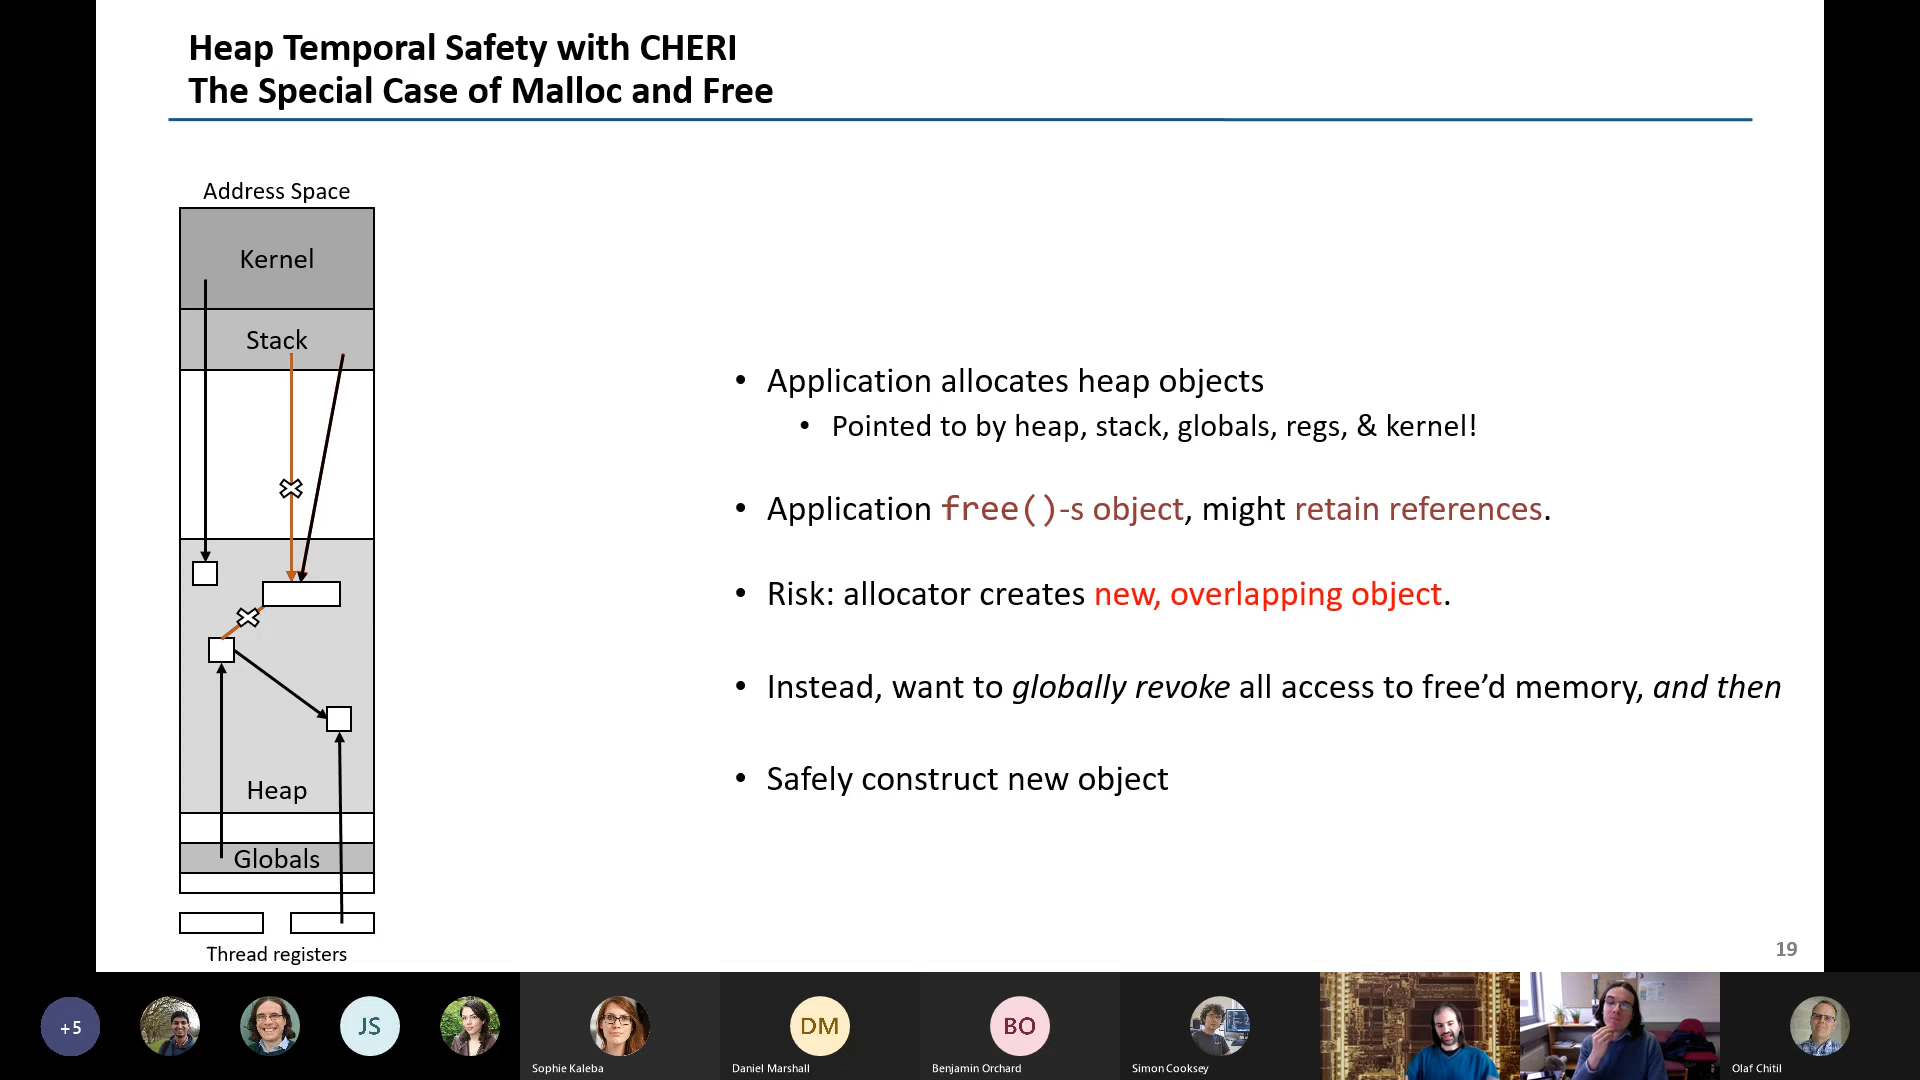 Heap Temporal Safety with CHERI
The Special Case of Malloc and Free
Address Space
Kernel
Stack
Heap
Globals
Thread registers
• Application allocates heap objects
• Pointed to by heap, stack, globals, regs, & kernel!
• Application free()-s object, might retain references.
• Risk: allocator creates new, overlapping object.
• Instead, want to globally revoke all access to free’d memory, and then
• Safely construct new object
19
+5
JS
Sophie Kaleba
DM
Daniel Marshall
BO
Benjamin Orchard
Simon Cooksey
Olaf Chitil